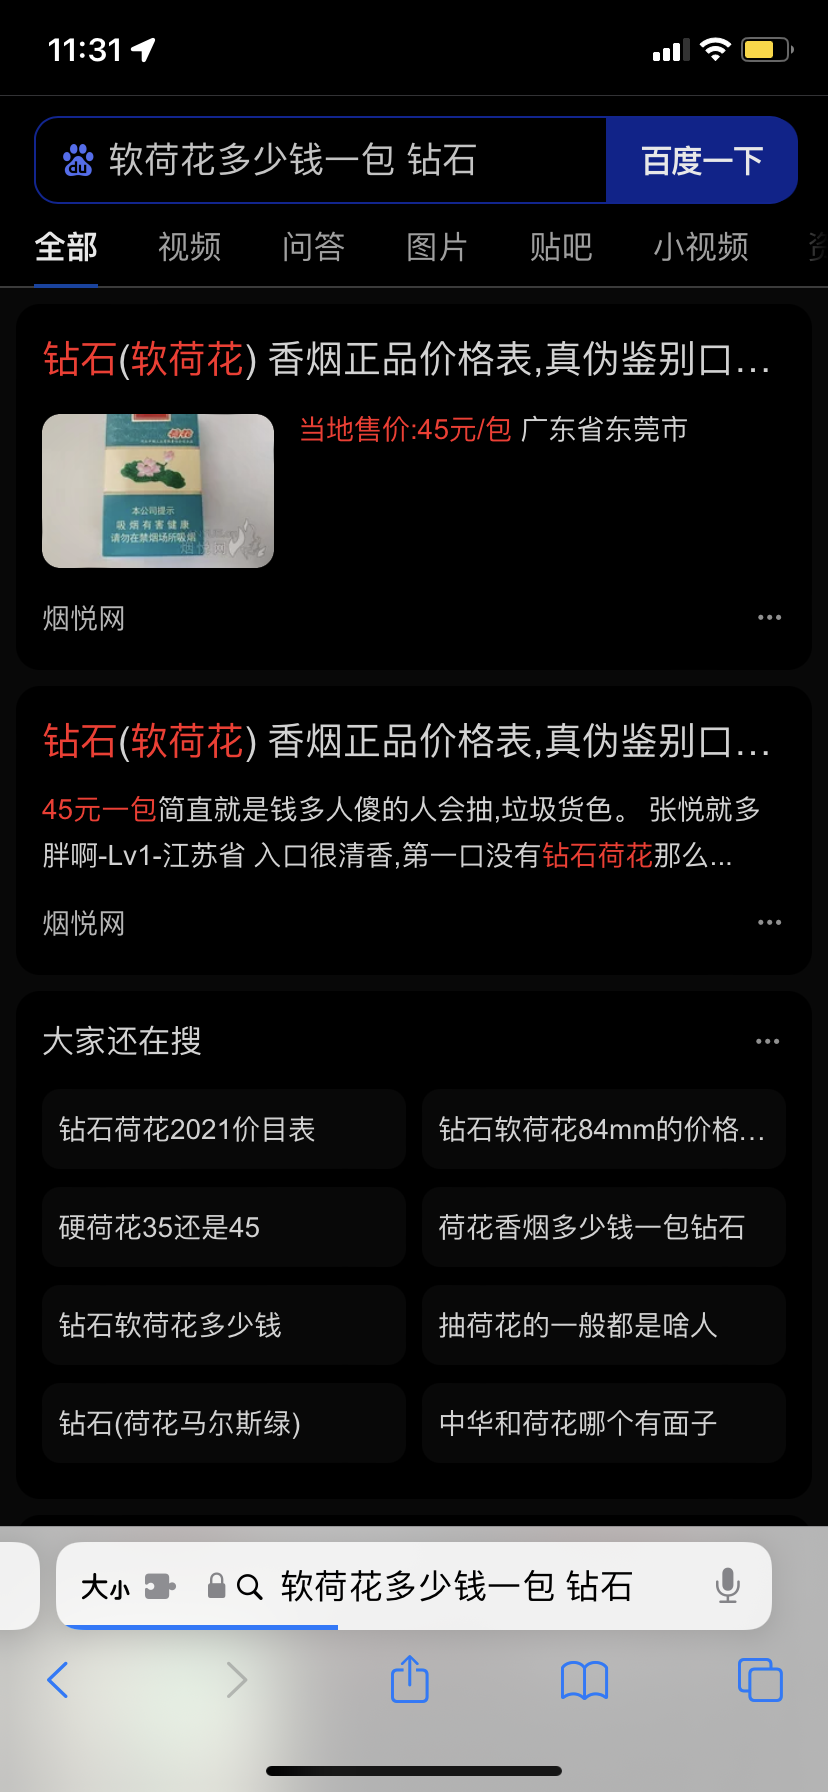 11:31
du 软荷花多少钱一包 钻石 百度一下
全部 视频 问答 图片 贴吧 小视频
钻石(软荷花) 香烟正品价格表,真伪鉴别口...
当地售价:45元/包 广东省东莞市
荷花
本公司提示
吸烟有害健康
请勿在禁烟场所吸烟
烟悦网
烟悦网
钻石(软荷花) 香烟正品价格表,真伪鉴别口...
45元一包简直就是钱多人傻的人会抽,垃圾货色。 张悦就多
胖啊-Lv1-江苏省 入口很清香,第一口没有钻石荷花那么...
烟悦网
大家还在搜
钻石荷花2021价目表 钻石软荷花84mm的价格...
硬荷花35还是45 荷花香烟多少钱一包钻石
钻石软荷花多少钱 抽荷花的一般都是啥人
钻石(荷花马尔斯绿) 中华和荷花哪个有面子
大小 软荷花多少钱一包 钻石